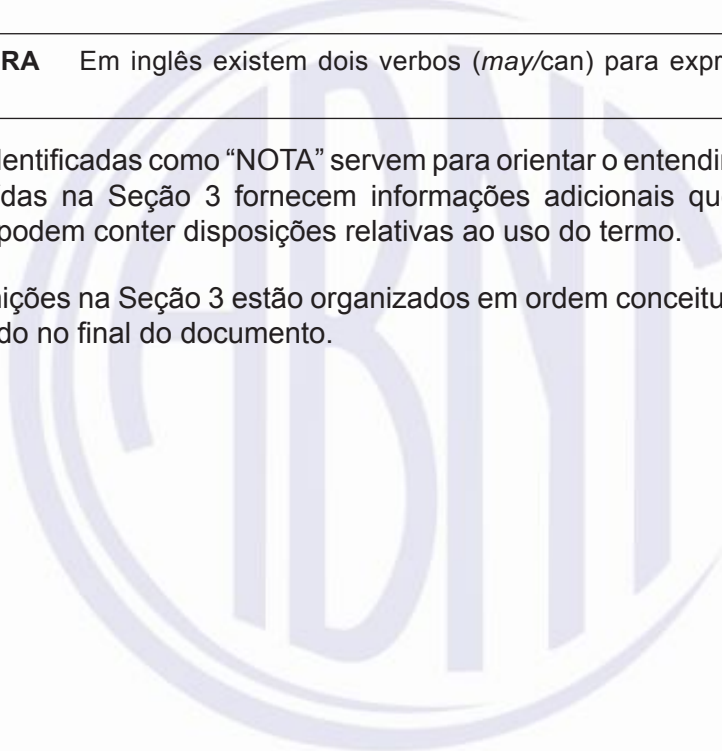 RA Em inglês existem dois verbos (may/can) para expr
dentificadas como “NOTA” servem para orientar o entendi
das na Seção 3 fornecem informações adicionais qu
podem conter disposições relativas ao uso do termo.
ições na Seção 3 estão organizados em ordem conceitu
do no final do documento.
ABNT